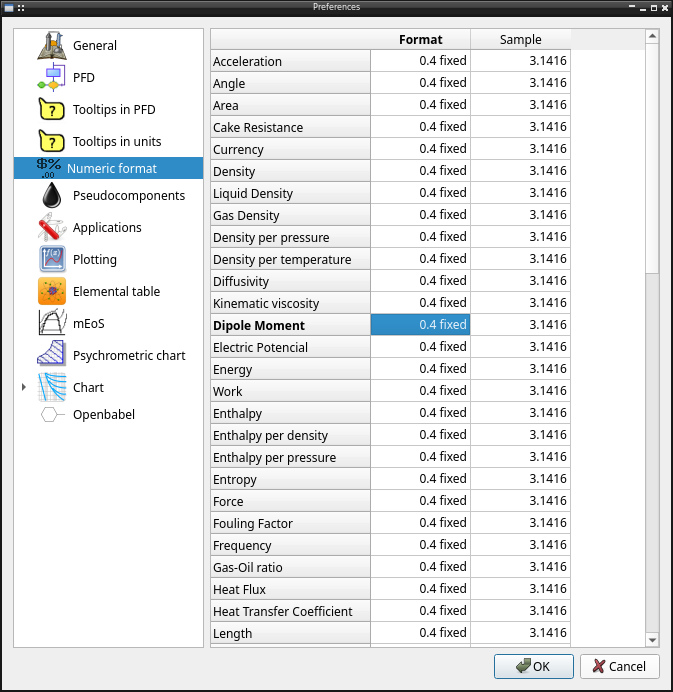 Preferences
General
PFD
Tooltips in PFD
Tooltips in units
Numeric format
Pseudocomponents
Applications
Plotting
Elemental table
mEoS
Psychrometric chart
Chart
Openbabel
Format Sample
Acceleration 0.4 fixed 3.1416
Angle 0.4 fixed 3.1416
Area 0.4 fixed 3.1416
Cake Resistance 0.4 fixed 3.1416
Currency 0.4 fixed 3.1416
Density 0.4 fixed 3.1416
Liquid Density 0.4 fixed 3.1416
Gas Density 0.4 fixed 3.1416
Density per pressure 0.4 fixed 3.1416
Density per temperature 0.4 fixed 3.1416
Diffusivity 0.4 fixed 3.1416
Kinematic viscosity 0.4 fixed 3.1416
Dipole Moment 0.4 fixed 3.1416
Electric Potencial 0.4 fixed 3.1416
Energy 0.4 fixed 3.1416
Work 0.4 fixed 3.1416
Enthalpy 0.4 fixed 3.1416
Enthalpy per density 0.4 fixed 3.1416
Enthalpy per pressure 0.4 fixed 3.1416
Entropy 0.4 fixed 3.1416
Force 0.4 fixed 3.1416
Fouling Factor 0.4 fixed 3.1416
Frequency 0.4 fixed 3.1416
Gas-Oil ratio 0.4 fixed 3.1416
Heat Flux 0.4 fixed 3.1416
Heat Transfer Coefficient 0.4 fixed 3.1416
Length 0.4 fixed 3.1416
OK Cancel